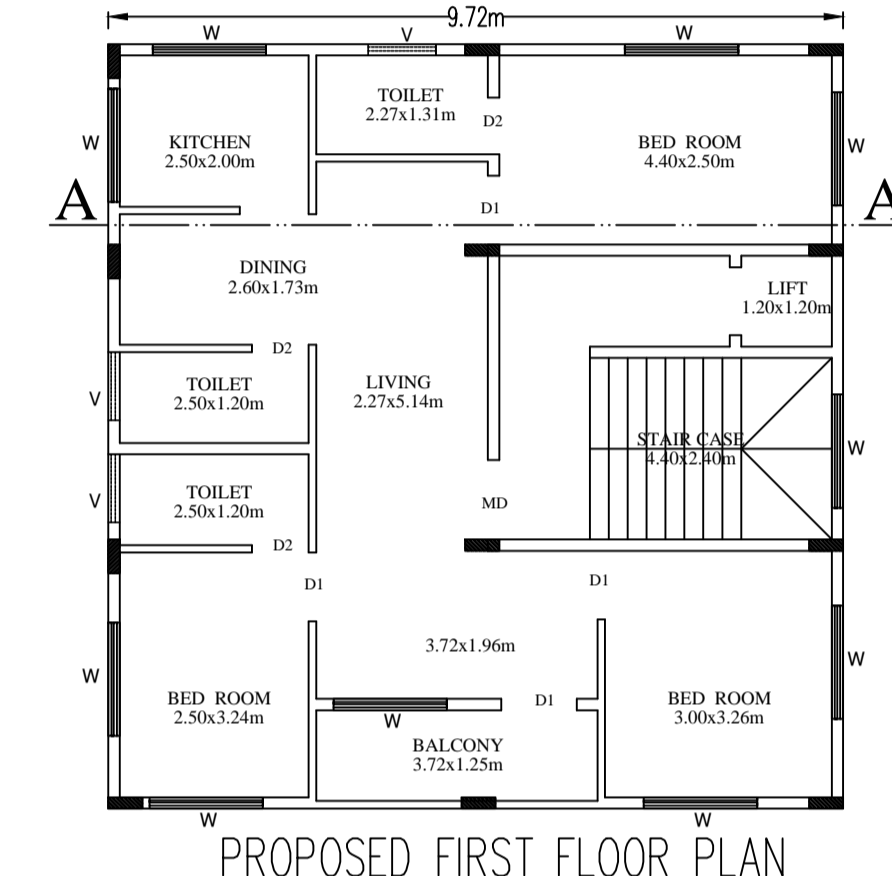 9.72m
W
V
W
TOILET
2.27x1.31m
D2
KITCHEN
2.50x2.00m
BED ROOM
4.40x2.50m
W
W
A
D1
A
DINING
2.60x1.73m
LIFT
1.20x1.20m
D2
TOILET
2.50x1.20m
LIVING
2.27x5.14m
V
STAIR CASE
4.40x2.40m
W
TOILET
2.50x1.20m
V
MD
D2
D1
D1
3.72x1.96m
W
W
BED ROOM
2.50x3.24m
D1
BED ROOM
3.00x3.26m
W
BALCONY
3.72x1.25m
W
W
PROPOSED FIRST FLOOR PLAN